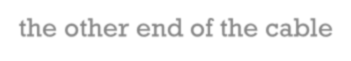 the other end of the cable